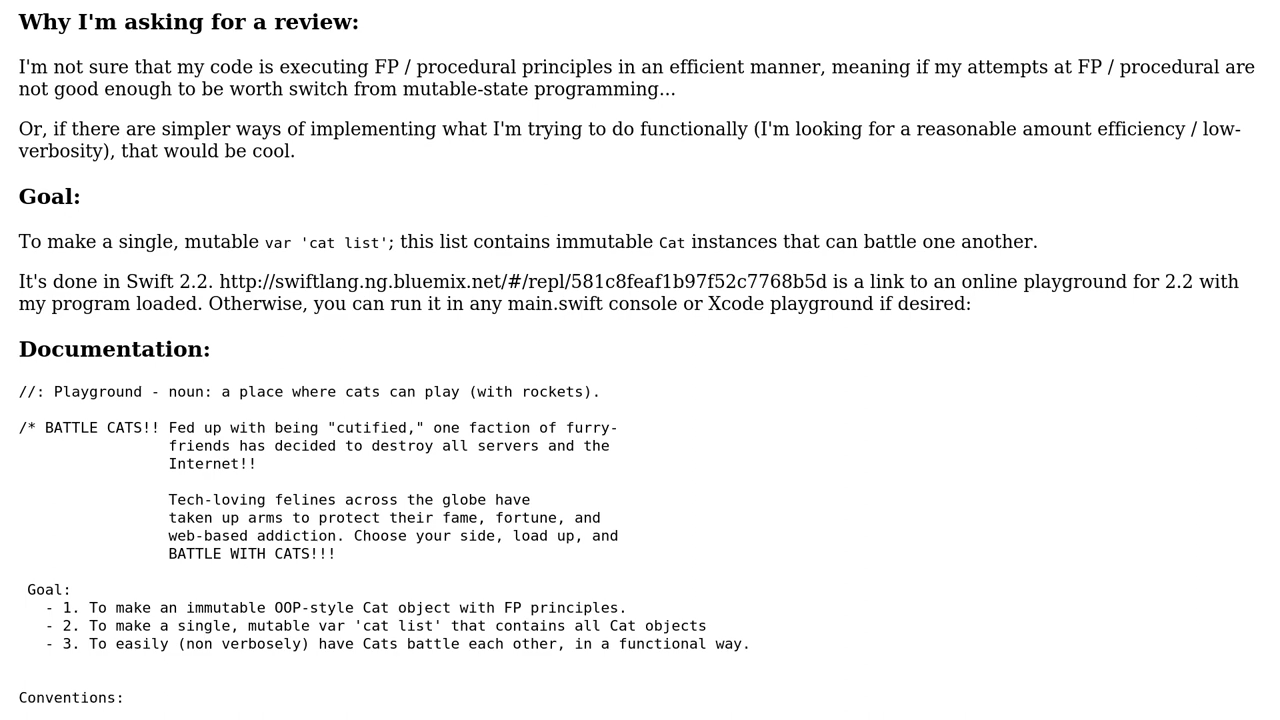 Why I'm asking for a review:
I'm not sure that my code is executing FP / procedural principles in an efficient manner, meaning if my attempts at FP / procedural are
not good enough to be worth switch from mutable-state programming...
Or, if there are simpler ways of implementing what I'm trying to do functionally (I'm looking for a reasonable amount efficiency / low-
verbosity), that would be cool.
Goal:
To make a single, mutable var 'cat list'; this list contains immutable Cat instances that can battle one another.
It's done in Swift 2.2. http://swiftlang.ng.bluemix.net/#/repl/581c8feaf1b97f52c7768b5d is a link to an online playground for 2.2 with
my program loaded. Otherwise, you can run it in any main.swift console or Xcode playground if desired:
Documentation:
//: Playground - noun: a place where cats can play (with rockets).
/* BATTLE CATS!! Fed up with being "cutified," one faction of furry-
friends has decided to destroy all servers and the
Internet!!
Tech-loving felines across the globe have
taken up arms to protect their fame, fortune, and
web-based addiction. Choose your side, load up, and
BATTLE WITH CATS!!!
Goal:
- 1. To make an immutable OOP-style Cat object with FP principles.
- 2. To make a single, mutable var 'cat list' that contains all Cat objects
- 3. To easily (non verbosely) have Cats battle each other, in a functional way.
Conventions: